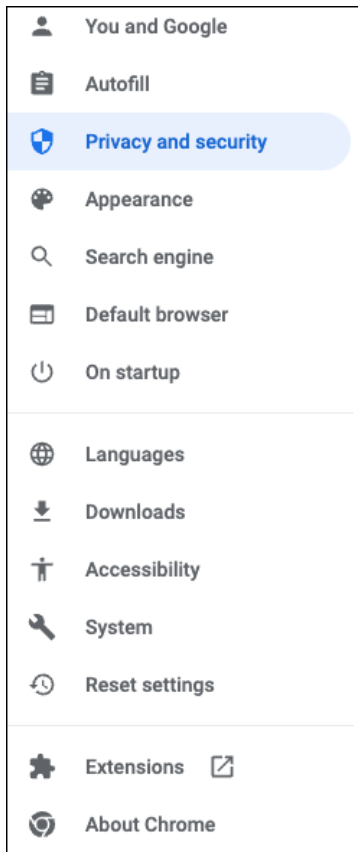 You and Google
Autofill
Privacy and security
Appearance
Search engine
Default browser
On startup
Languages
Downloads
Accessibility
System
Reset settings
Extensions
About Chrome